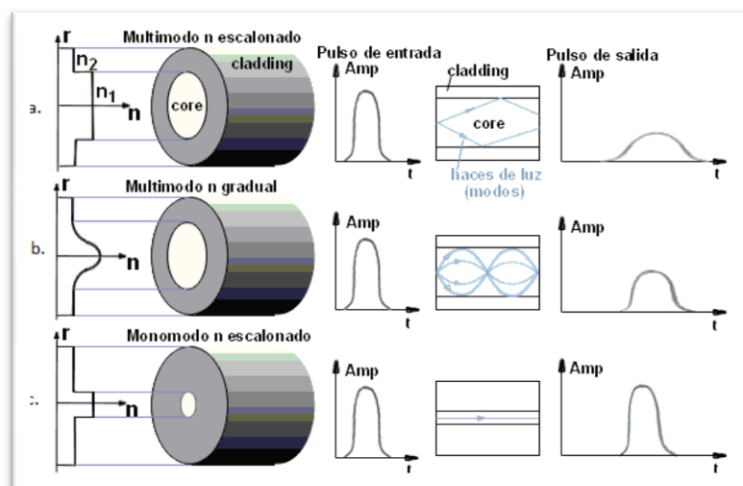 Multimodo n escalonado
Pulso de entrada
Pulso de salida
r
n2
n1
n
a.
cladding
core
Amp
t
cladding
core
haces de luz
(modos)
Amp
t
Multimodo n gradual
r
b.
n
Amp
t
Amp
t
Monomodo n escalonado
r
c.
n
Amp
t
Amp
t